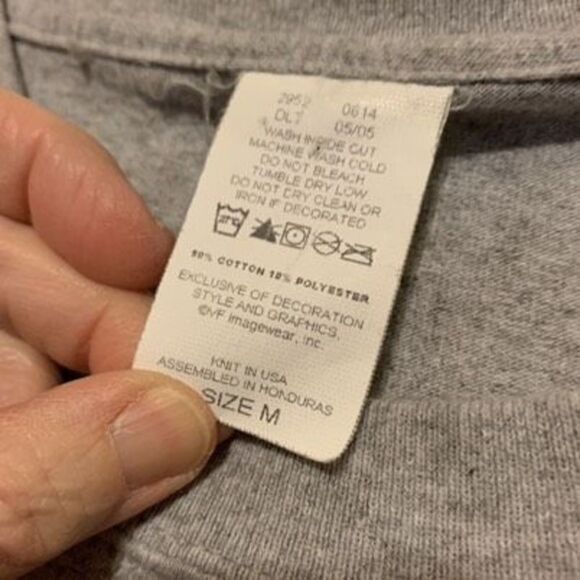 2952 0614
DLT 05/05
WASH INSIDE OUT
MACHINE WASH COLD
DO NOT BLEACH
TUMBLE DRY LOW
DO NOT DRY CLEAN OR
IRON IF DECORATED
90% COTTON 10% POLYESTER
EXCLUSIVE OF DECORATION
STYLE AND GRAPHICS,
©VF Imagewear, Inc.
KNIT IN USA
ASSEMBLED IN HONDURAS
SIZE M